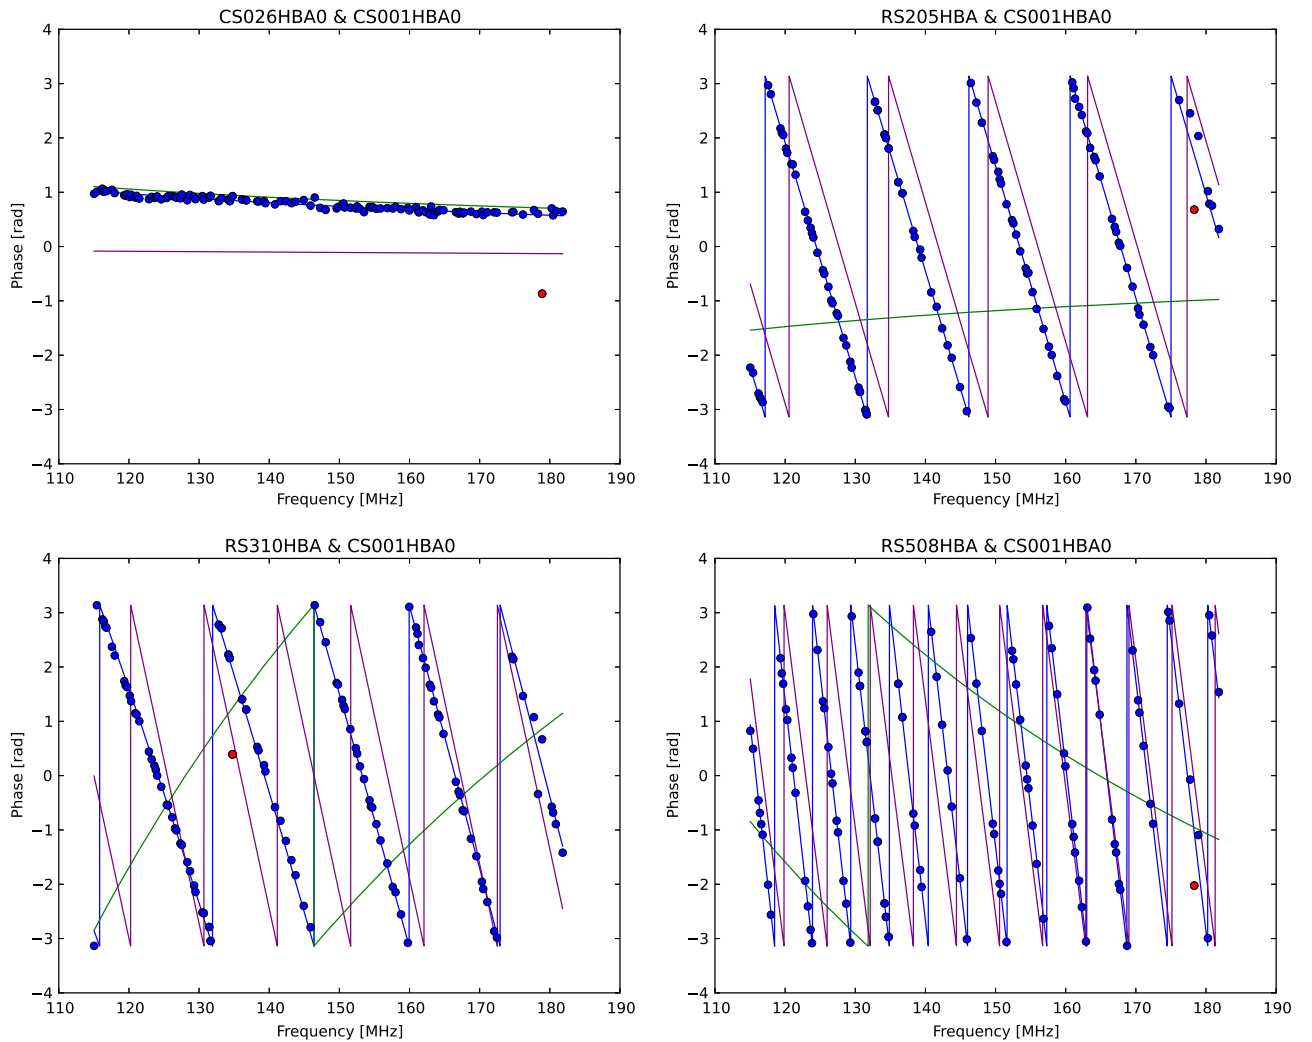 CS026HBA0 & CS001HBA0
4
3
2
1
0
−1
−2
−3
−4
Phase [rad]
110 120 130 140 150 160 170 180 190
Frequency [MHz]
RS205HBA & CS001HBA0
4
3
2
1
0
−1
−2
−3
−4
Phase [rad]
110 120 130 140 150 160 170 180 190
Frequency [MHz]
RS310HBA & CS001HBA0
4
3
2
1
0
−1
−2
−3
−4
Phase [rad]
110 120 130 140 150 160 170 180 190
Frequency [MHz]
RS508HBA & CS001HBA0
4
3
2
1
0
−1
−2
−3
−4
Phase [rad]
110 120 130 140 150 160 170 180 190
Frequency [MHz]